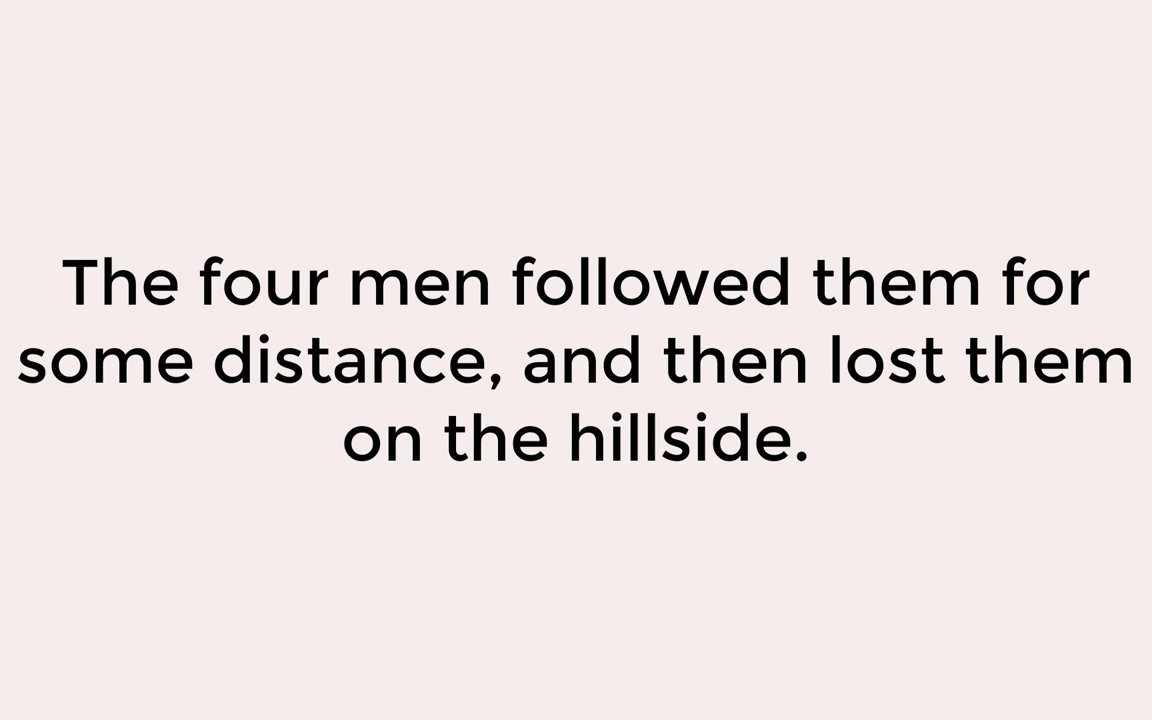 The four men followed them for
some distance, and then lost them
on the hillside.